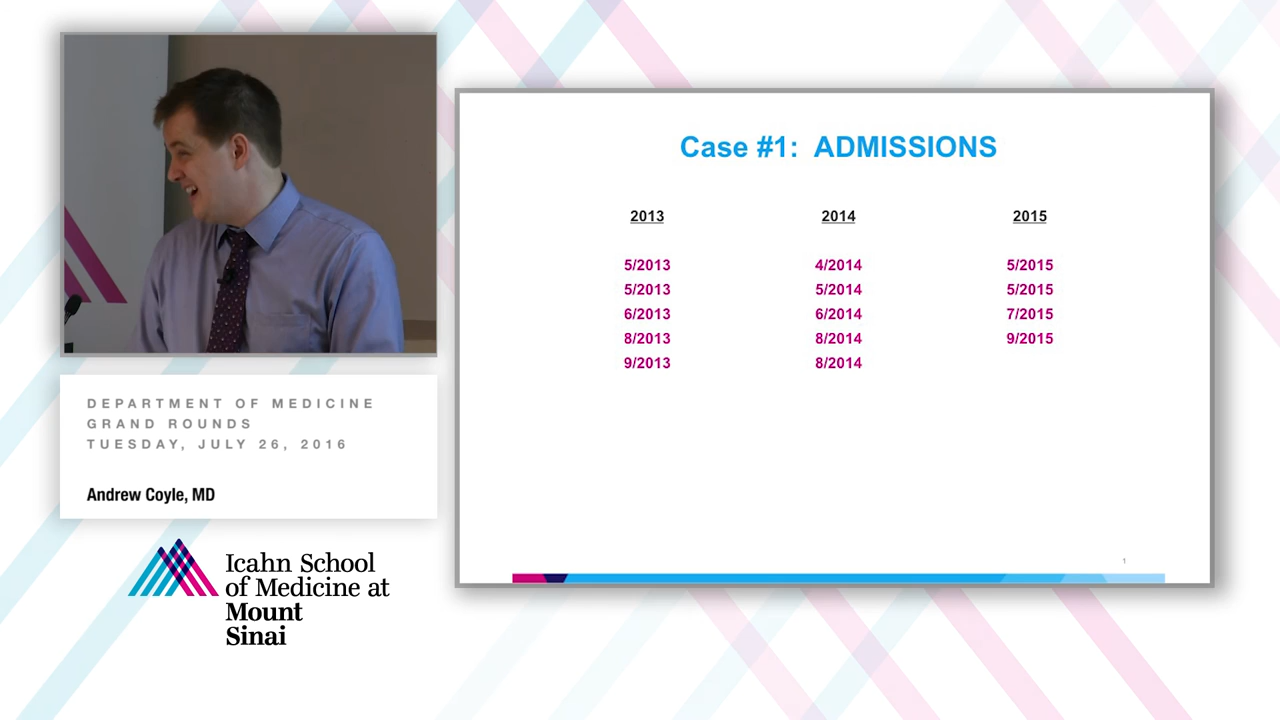 DEPARTMENT OF MEDICINE
GRAND ROUNDS
TUESDAY, JULY 26, 2016
Andrew Coyle, MD
Icahn School
of Medicine at
Mount
Sinai
Case #1: ADMISSIONS
2013 2014 2015
5/2013 4/2014 5/2015
5/2013 5/2014 5/2015
6/2013 6/2014 7/2015
8/2013 8/2014 9/2015
9/2013 8/2014
1